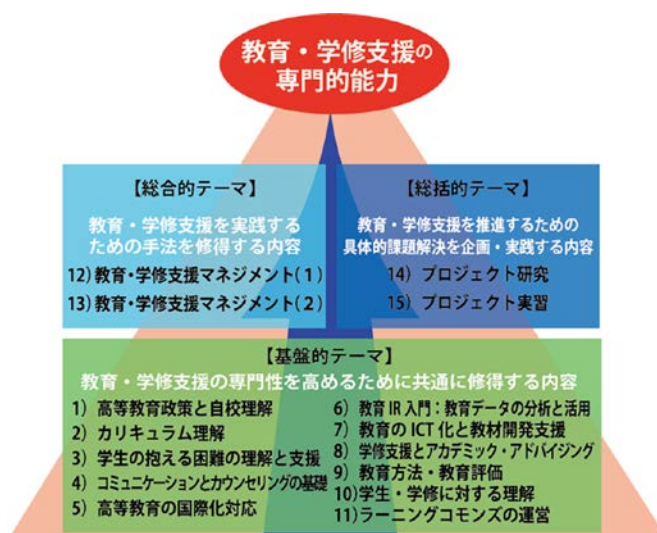 教育・学修支援の
専門的能力
【総合的テーマ】
教育・学修支援を実践する
ための手法を修得する内容
12)教育・学修支援マネジメント(1)
13)教育・学修支援マネジメント(2)
【総括的テーマ】
教育・学修支援を推進するための
具体的課題解決を企画・実践する内容
14) プロジェクト研究
15) プロジェクト実習
【基盤的テーマ】
教育・学修支援の専門性を高めるために共通に修得する内容
1) 高等教育政策と自校理解
2) カリキュラム理解
3) 学生の抱える困難の理解と支援
4) コミュニケーションとカウンセリングの基礎
5) 高等教育の国際化対応
6) 教育IR入門：教育データの分析と活用
7) 教育のICT化と教材開発支援
8) 学修支援とアカデミック・アドバイジング
9) 教育方法・教育評価
10)学生・学修に対する理解
11)ラーニングコモンズの運営